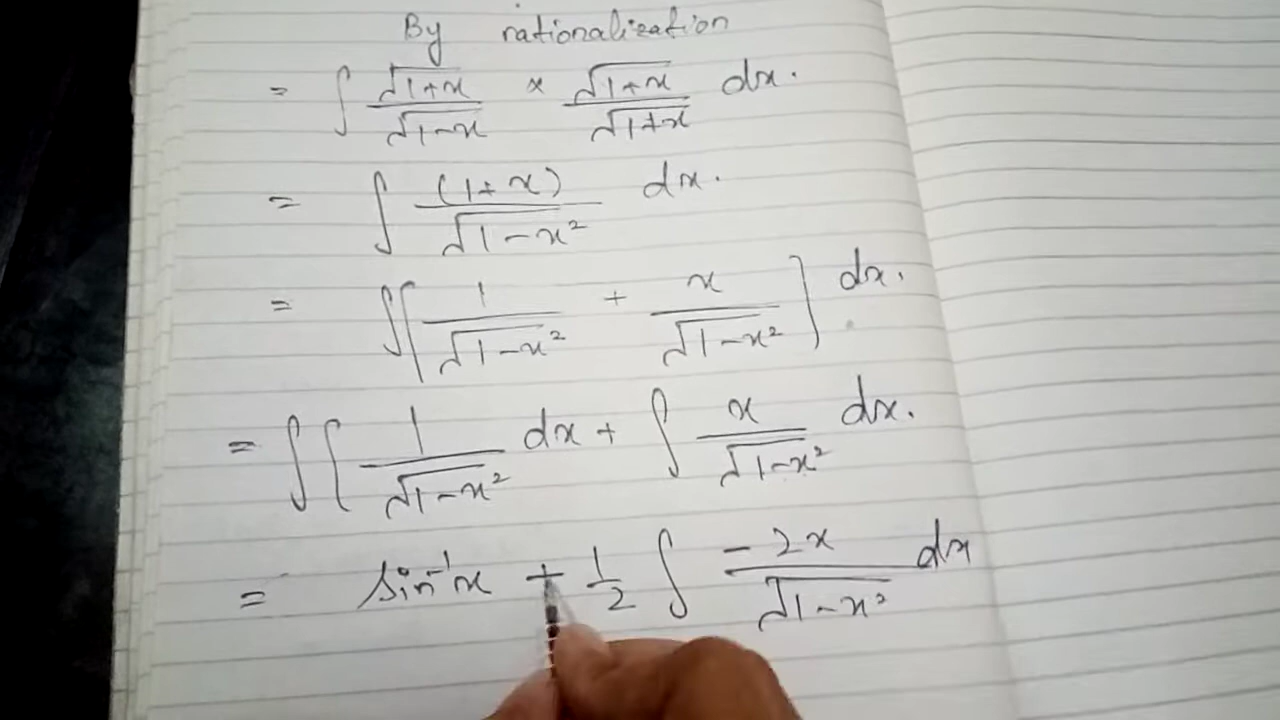 By rationalization
= ∫ √1+x / √1-x × √1+x / √1+x dx.
= ∫ (1+x) / √1-x² dx.
= ∫[ 1 / √1-x² + x / √1-x² ] dx.
= ∫ [ 1 / √1-x² dx + ∫ x / √1-x² dx.
= sin⁻¹x + 1/2 ∫ -2x / √1-x² dx